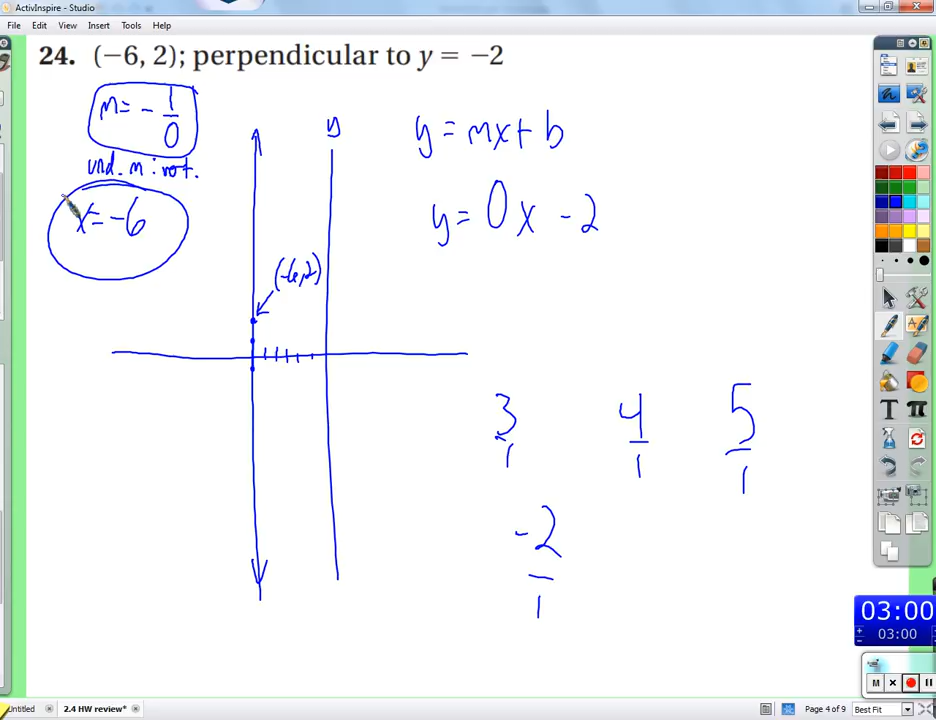 ActivInspire - Studio
File Edit View Insert Tools Help
24. (−6, 2); perpendicular to y = −2
m = - 1/0
und. m : vert.
x = -6
y
(-6,2)
y = mx + b
y = 0x - 2
3/1 4/1 5/1
-2/1
03:00
03:00
M
Untitled
2.4 HW review*
Page 4 of 9
Best Fit